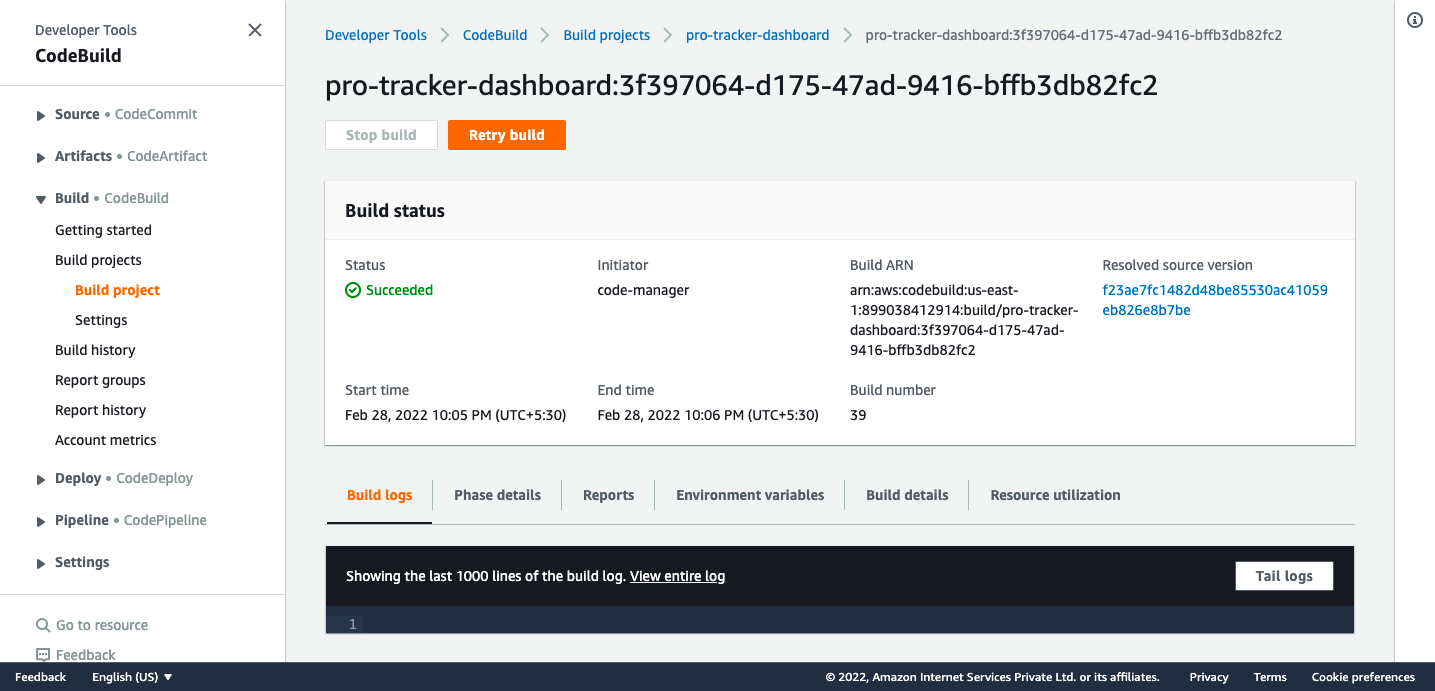 Developer Tools
CodeBuild
Source • CodeCommit
Artifacts • CodeArtifact
Build • CodeBuild
Getting started
Build projects
Build project
Settings
Build history
Report groups
Report history
Account metrics
Deploy • CodeDeploy
Pipeline • CodePipeline
Settings
Go to resource
Feedback
Developer Tools > CodeBuild > Build projects > pro-tracker-dashboard > pro-tracker-dashboard:3f397064-d175-47ad-9416-bffb3db82fc2
pro-tracker-dashboard:3f397064-d175-47ad-9416-bffb3db82fc2
Stop build Retry build
Build status
Status
Succeeded
Initiator
code-manager
Build ARN
arn:aws:codebuild:us-east-
1:899038412914:build/pro-tracker-
dashboard:3f397064-d175-47ad-
9416-bffb3db82fc2
Resolved source version
f23ae7fc1482d48be85530ac41059
eb826e8b7be
Start time
Feb 28, 2022 10:05 PM (UTC+5:30)
End time
Feb 28, 2022 10:06 PM (UTC+5:30)
Build number
39
Build logs Phase details Reports Environment variables Build details Resource utilization
Showing the last 1000 lines of the build log. View entire log Tail logs
1
Feedback English (US) © 2022, Amazon Internet Services Private Ltd. or its affiliates. Privacy Terms Cookie preferences